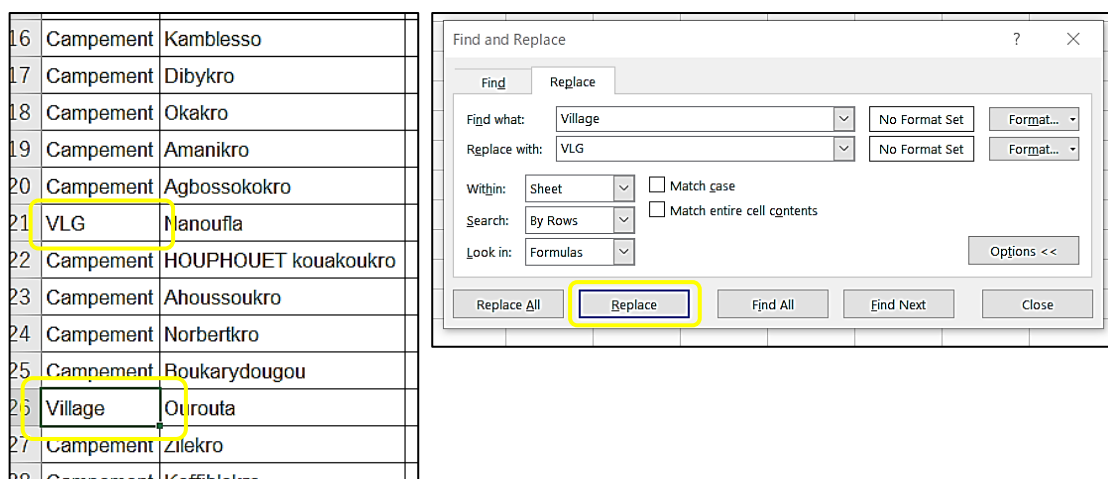 16 Campement Kamblesso
17 Campement Dibykro
18 Campement Okakro
19 Campement Amanikro
20 Campement Agbossokokro
21 VLG Nanoufla
22 Campement HOUPHOUET kouakoukro
23 Campement Ahoussoukro
24 Campement Norbertkro
25 Campement Boukarydougou
26 Village Ourouta
27 Campement Zilekro
28 Campement
Find and Replace ? ×
Find Replace
Find what: Village No Format Set Format...
Replace with: VLG No Format Set Format...
Within: Sheet Match case
Search: By Rows Match entire cell contents
Look in: Formulas Options <<
Replace All Replace Find All Find Next Close